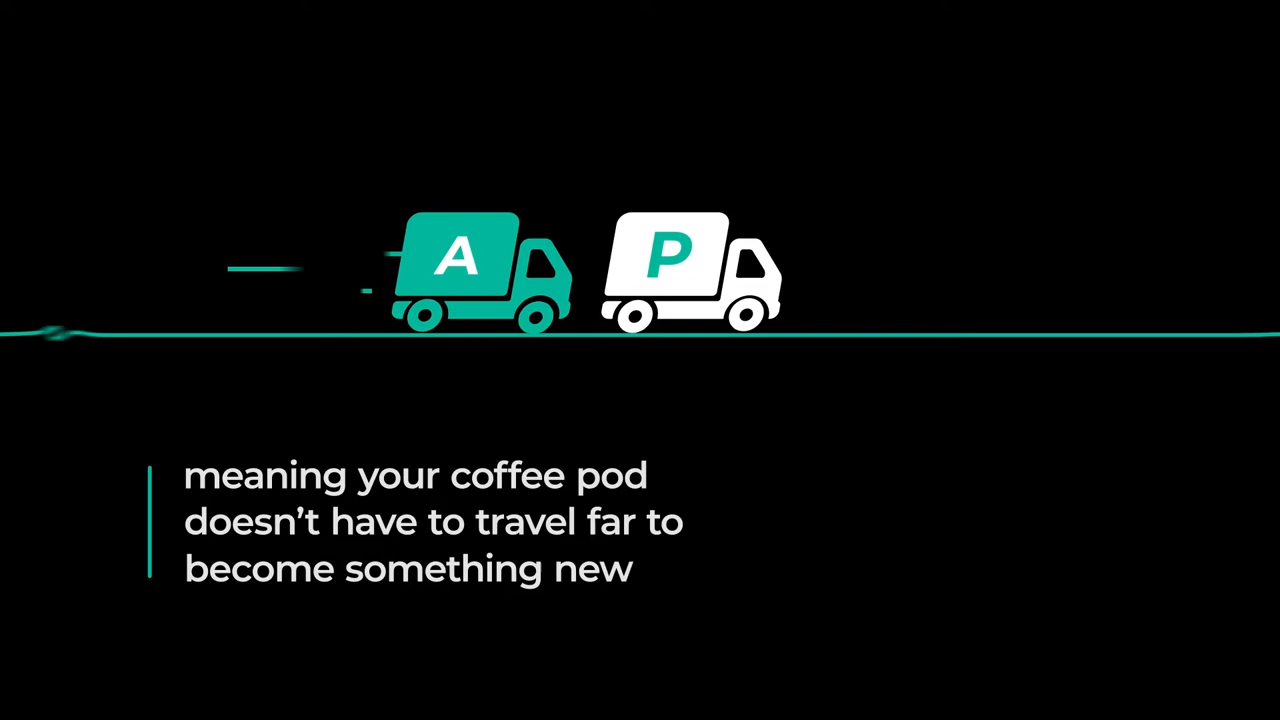 A
P
meaning your coffee pod
doesn’t have to travel far to
become something new